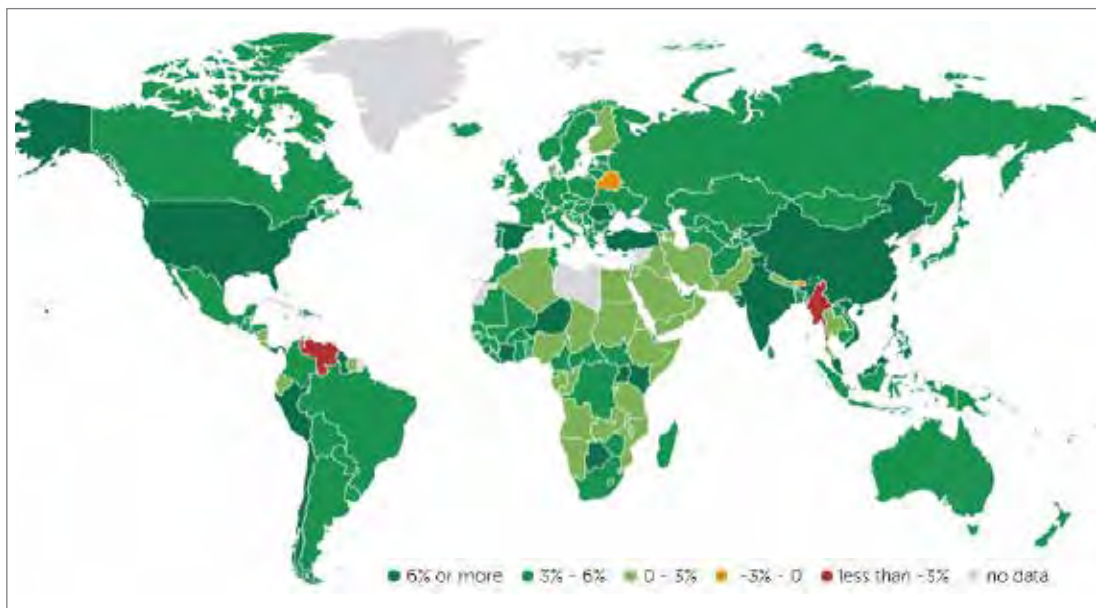 6% or more 3% - 6% 0 - 3% -3% - 0 less than -3% no data